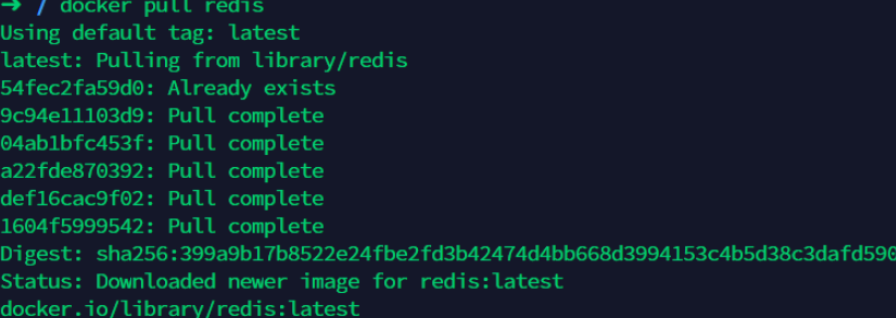 ➜ / docker pull redis
Using default tag: latest
latest: Pulling from library/redis
54fec2fa59d0: Already exists
9c94e11103d9: Pull complete
04ab1bfc453f: Pull complete
a22fde870392: Pull complete
def16cac9f02: Pull complete
1604f5999542: Pull complete
Digest: sha256:399a9b17b8522e24fbe2fd3b42474d4bb668d3994153c4b5d38c3dafd590
Status: Downloaded newer image for redis:latest
docker.io/library/redis:latest